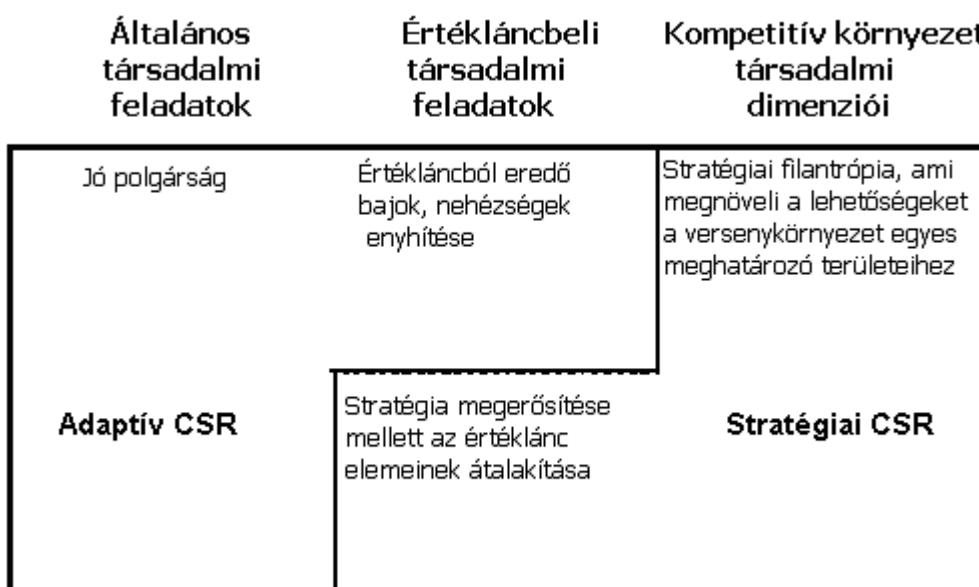 Általános
társadalmi
feladatok
Értékláncbeli
társadalmi
feladatok
Kompetitív környezet
társadalmi
dimenziói
Jó polgárság
Értékláncból eredő
bajok, nehézségek
enyhítése
Stratégiai filantrópia, ami
megnöveli a lehetőségeket
a versenykörnyezet egyes
meghatározó területeihez
Adaptív CSR
Stratégia megerősítése
mellett az értéklánc
elemeinek átalakítása
Stratégiai CSR